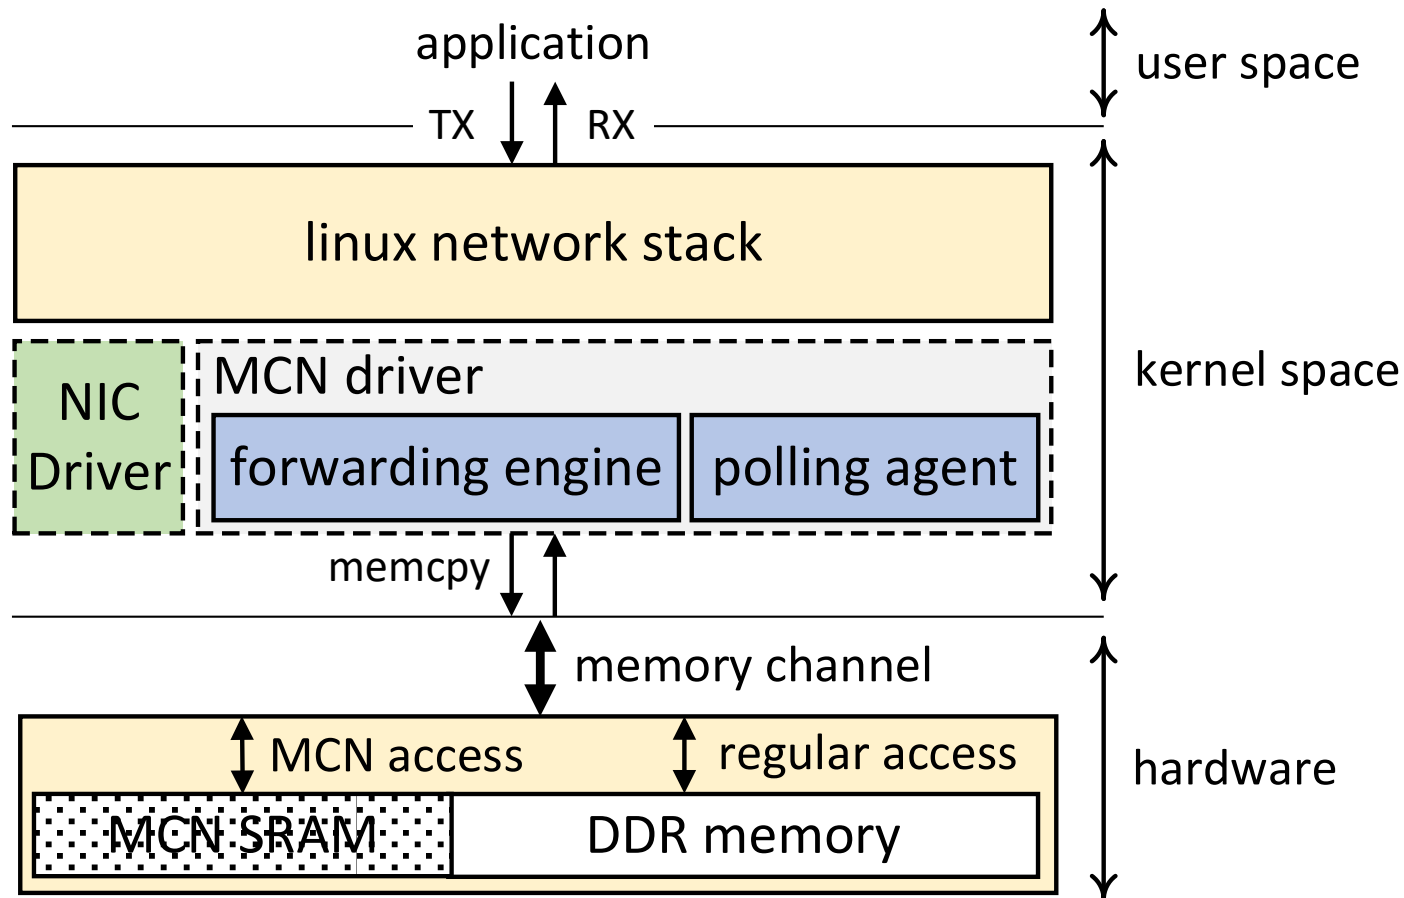 application
user space
TX
RX
linux network stack
NIC
Driver
MCN driver
kernel space
forwarding engine
polling agent
memcpy
memory channel
MCN access
regular access
hardware
MCN SRAM
DDR memory